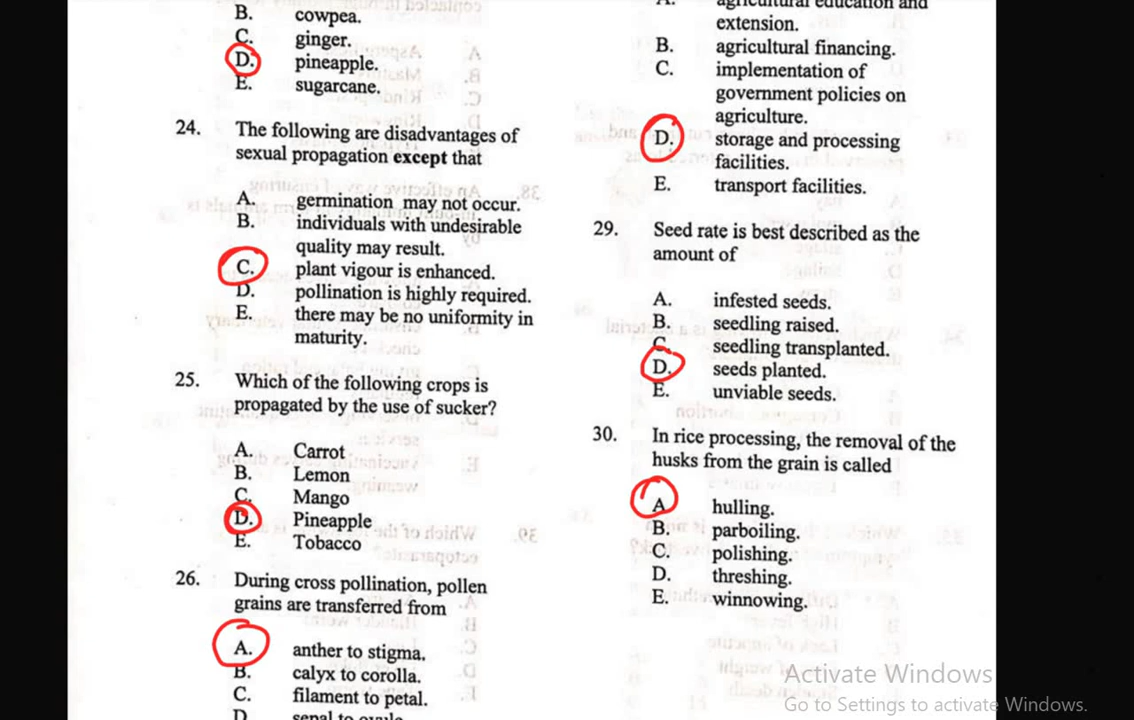 B. cowpea.
C. ginger.
D. pineapple.
E. sugarcane.
24. The following are disadvantages of
sexual propagation except that
A. germination may not occur.
B. individuals with undesirable
quality may result.
C. plant vigour is enhanced.
D. pollination is highly required.
E. there may be no uniformity in
maturity.
25. Which of the following crops is
propagated by the use of sucker?
A. Carrot
B. Lemon
C. Mango
D. Pineapple
E. Tobacco
26. During cross pollination, pollen
grains are transferred from
A. anther to stigma.
B. calyx to corolla.
C. filament to petal.
D. sepal to ovule.
A. agricultural education and
extension.
B. agricultural financing.
C. implementation of
government policies on
agriculture.
D. storage and processing
facilities.
E. transport facilities.
29. Seed rate is best described as the
amount of
A. infested seeds.
B. seedling raised.
C. seedling transplanted.
D. seeds planted.
E. unviable seeds.
30. In rice processing, the removal of the
husks from the grain is called
A hulling.
B. parboiling.
C. polishing.
D. threshing.
E. winnowing.
Activate Windows
Go to Settings to activate Windows.